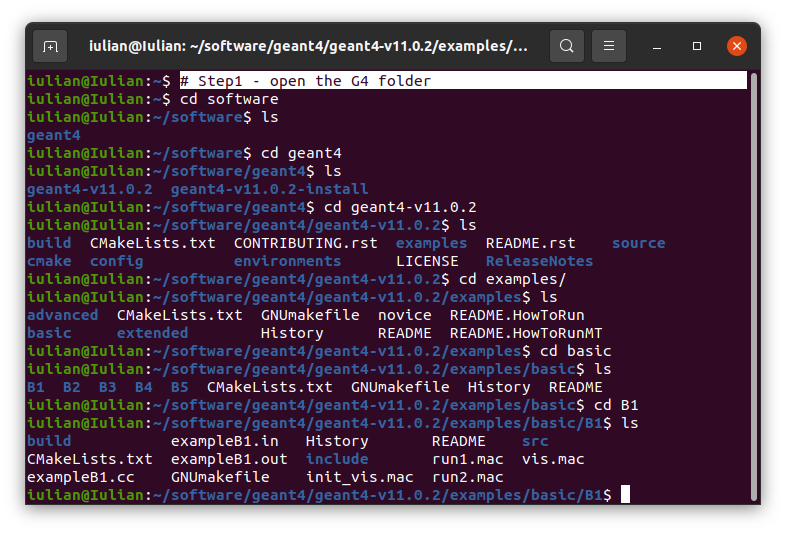 iulian@Iulian: ~/software/geant4/geant4-v11.0.2/examples/...
iulian@Iulian:~$ # Step1 - open the G4 folder
iulian@Iulian:~$ cd software
iulian@Iulian:~/software$ ls
geant4
iulian@Iulian:~/software$ cd geant4
iulian@Iulian:~/software/geant4$ ls
geant4-v11.0.2  geant4-v11.0.2-install
iulian@Iulian:~/software/geant4$ cd geant4-v11.0.2
iulian@Iulian:~/software/geant4/geant4-v11.0.2$ ls
build  CMakeLists.txt  CONTRIBUTING.rst  examples  README.rst    source
cmake  config          environments      LICENSE   ReleaseNotes
iulian@Iulian:~/software/geant4/geant4-v11.0.2$ cd examples/
iulian@Iulian:~/software/geant4/geant4-v11.0.2/examples$ ls
advanced  CMakeLists.txt  GNUmakefile  novice  README.HowToRun
basic     extended        History      README  README.HowToRunMT
iulian@Iulian:~/software/geant4/geant4-v11.0.2/examples$ cd basic
iulian@Iulian:~/software/geant4/geant4-v11.0.2/examples/basic$ ls
B1  B2  B3  B4  B5  CMakeLists.txt  GNUmakefile  History  README
iulian@Iulian:~/software/geant4/geant4-v11.0.2/examples/basic$ cd B1
iulian@Iulian:~/software/geant4/geant4-v11.0.2/examples/basic/B1$ ls
build           exampleB1.in   History       README    src
CMakeLists.txt  exampleB1.out  include       run1.mac  vis.mac
exampleB1.cc    GNUmakefile    init_vis.mac  run2.mac
iulian@Iulian:~/software/geant4/geant4-v11.0.2/examples/basic/B1$